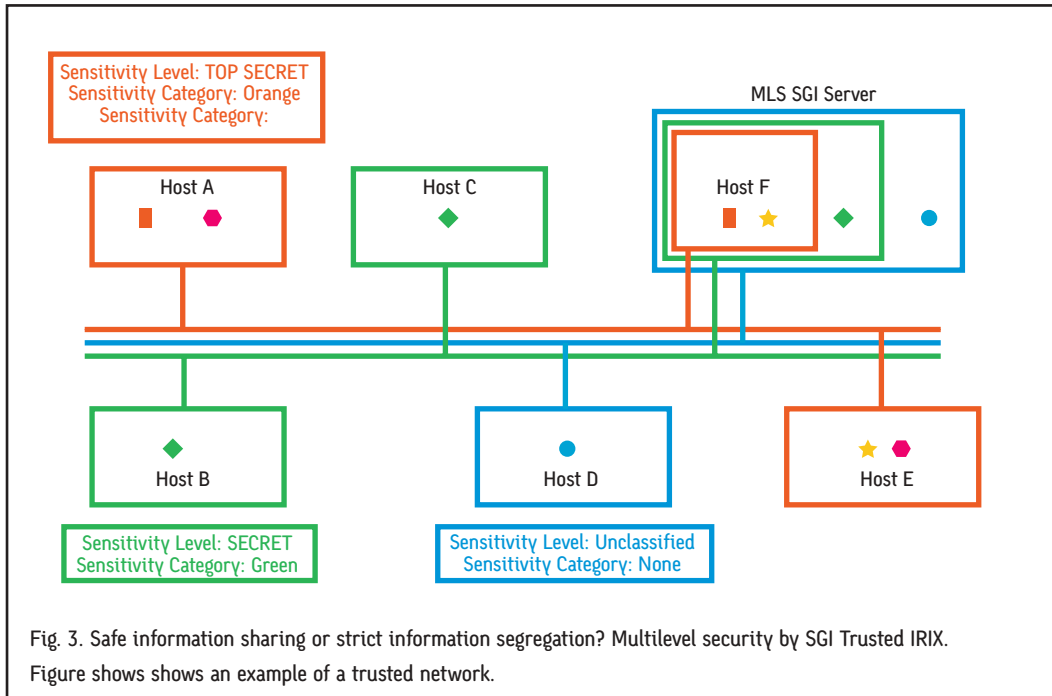 Sensitivity Level: TOP SECRET
Sensitivity Category: Orange
Sensitivity Category:
MLS SGI Server
Host A
Host C
Host F
Host B
Host D
Host E
Sensitivity Level: SECRET
Sensitivity Category: Green
Sensitivity Level: Unclassified
Sensitivity Category: None
Fig. 3. Safe information sharing or strict information segregation? Multilevel security by SGI Trusted IRIX.
Figure shows shows an example of a trusted network.